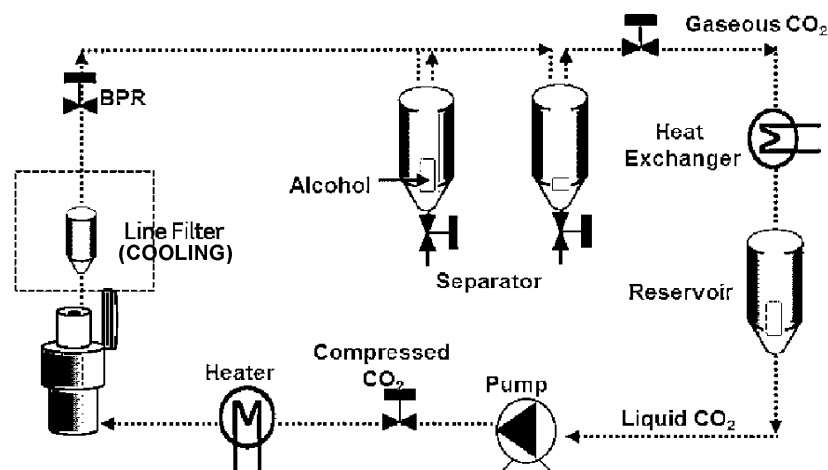 Gaseous CO₂
BPR
Heat
Exchanger
Alcohol
Line Filter
(COOLING)
Separator
Reservoir
Compressed
CO₂
Heater
Pump
Liquid CO₂